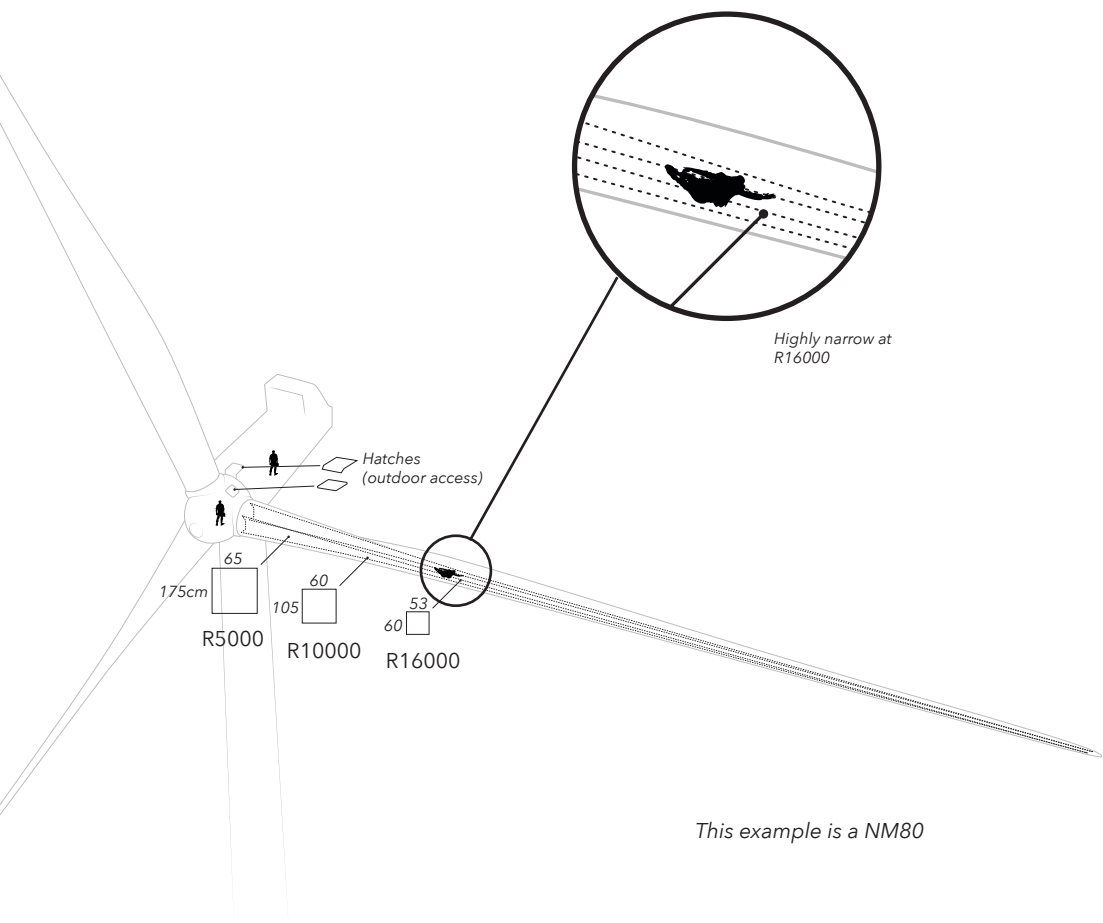 Highly narrow at
R16000
Hatches
(outdoor access)
65
175cm
R5000
60
105
R10000
53
60
R16000
This example is a NM80